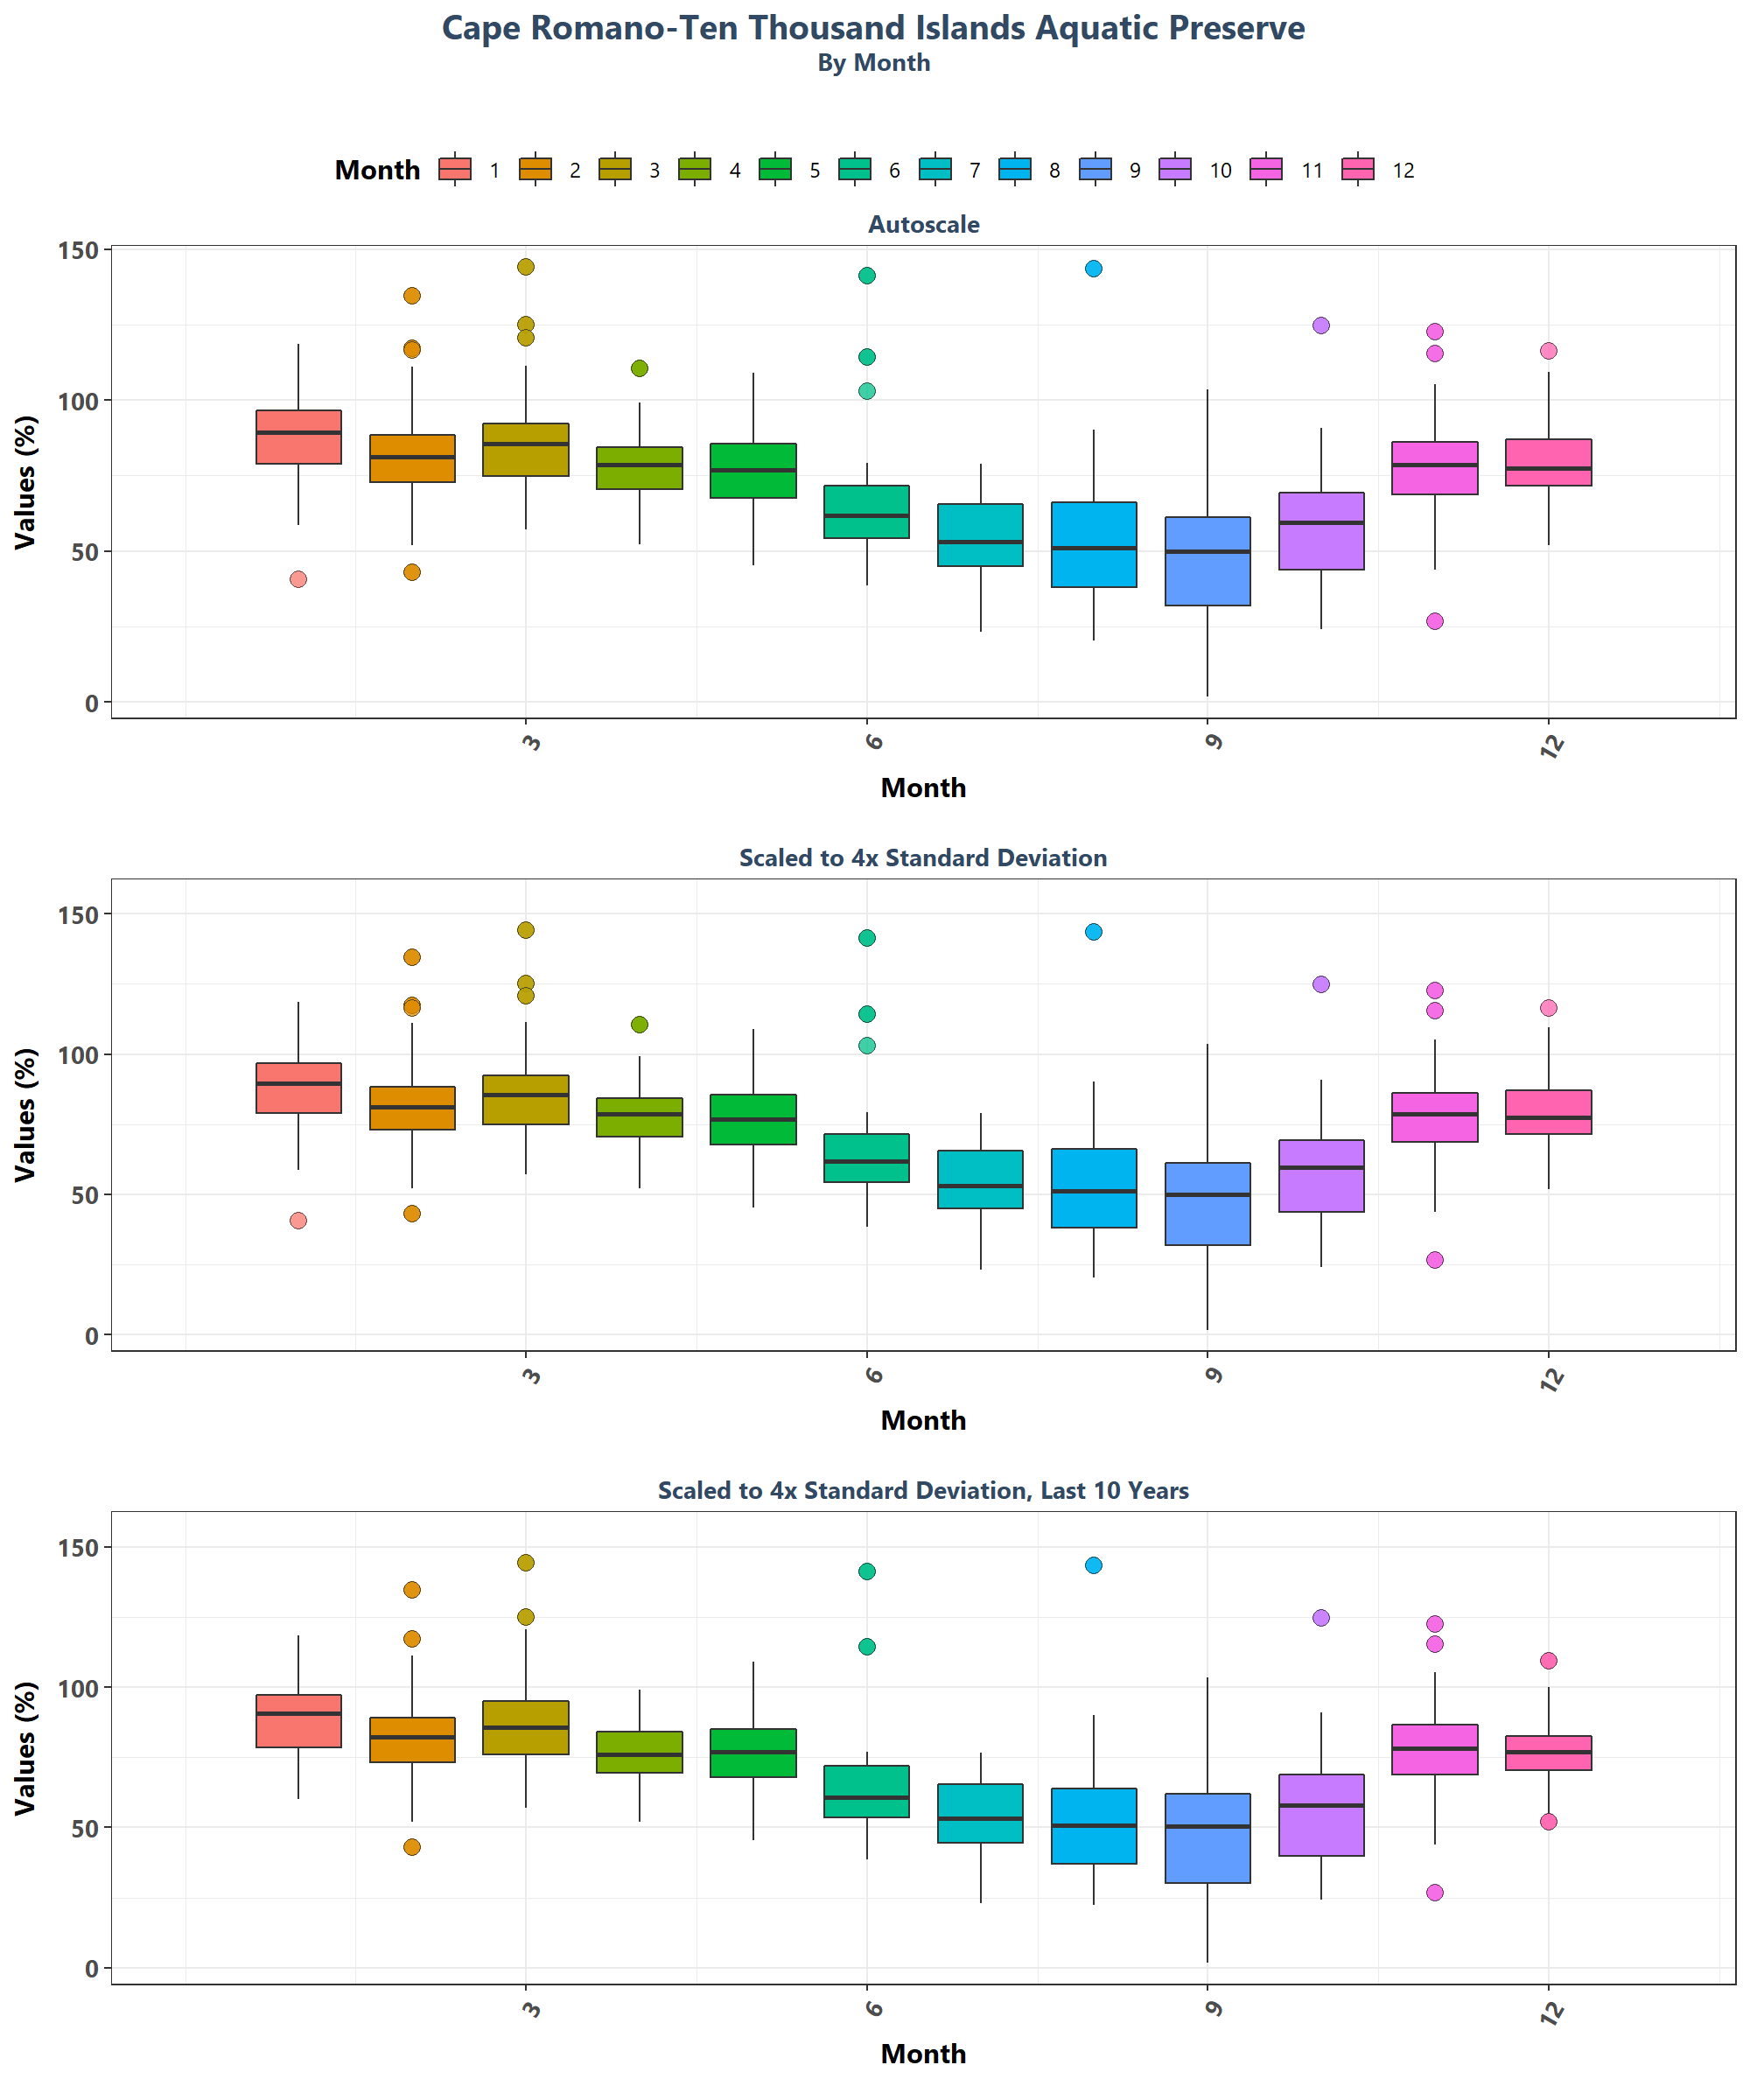 Cape Romano-Ten Thousand Islands Aquatic Preserve
By Month
Month 1 2 3 4 5 6 7 8 9 10 11 12
Autoscale
Values (%)
150
100
50
0
3 6 9 12
Month
Scaled to 4x Standard Deviation
Values (%)
150
100
50
0
3 6 9 12
Month
Scaled to 4x Standard Deviation, Last 10 Years
Values (%)
150
100
50
0
3 6 9 12
Month